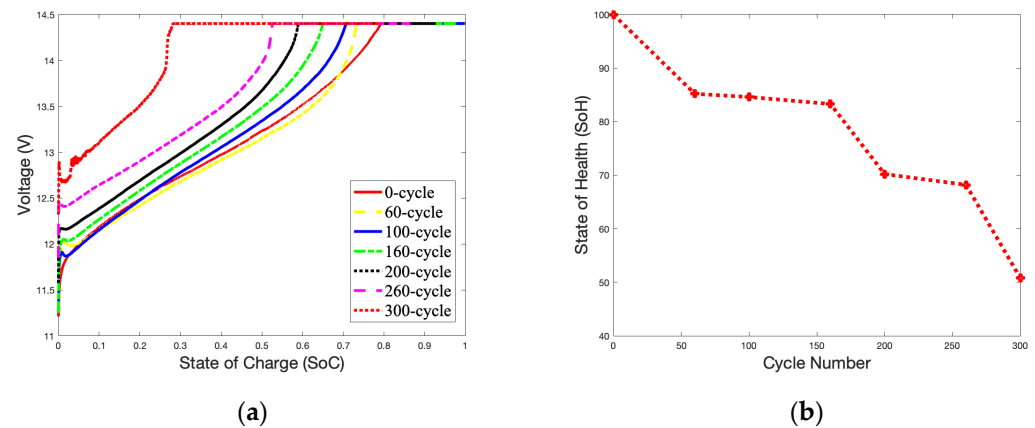 14.5
14
13.5
13
12.5
12
11.5
11
Voltage (V)
0 0.1 0.2 0.3 0.4 0.5 0.6 0.7 0.8 0.9 1
State of Charge (SoC)
0-cycle
60-cycle
100-cycle
160-cycle
200-cycle
260-cycle
300-cycle
(a)
100
90
80
70
60
50
40
State of Health (SoH)
0 50 100 150 200 250 300
Cycle Number
(b)